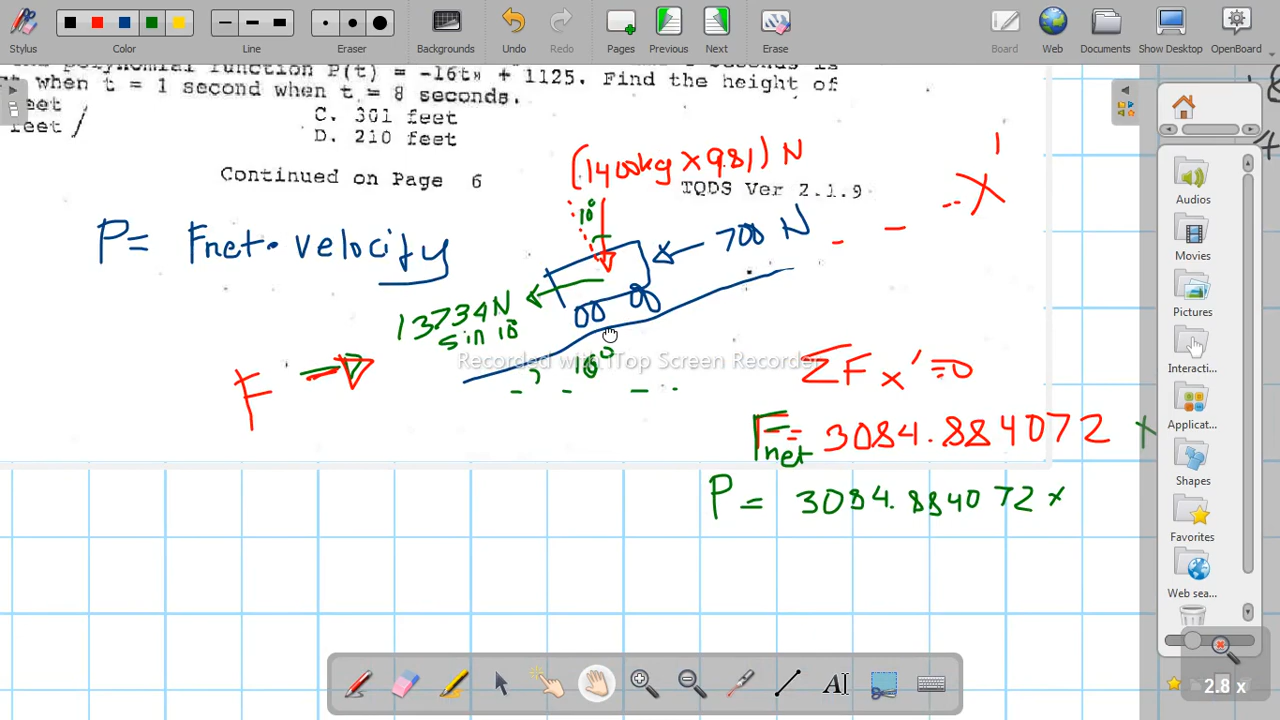 Stylus Color Line Eraser Backgrounds Undo Redo Pages Previous Next Erase Board Web Documents Show Desktop OpenBoard
polynomial function P(t) = -16t» + 1125. Find the height of
when t = 1 second when t = 8 seconds.
eet C. 301 feet
feet D. 210 feet
Continued on Page 6
TQDS Ver 2.1.9
(1400kg x 9.81) N
X'
10°
P = Fnet . velocity
700 N
13734N
sin 10°
10°
F
Recorded with iTop Screen Recorder
ΣFx' = 0
Fnet = 3084.884072 x
P = 3084.884072 x
Audios
Movies
Pictures
Interacti...
Applicat...
Shapes
Favorites
Web sea...
2.8 x